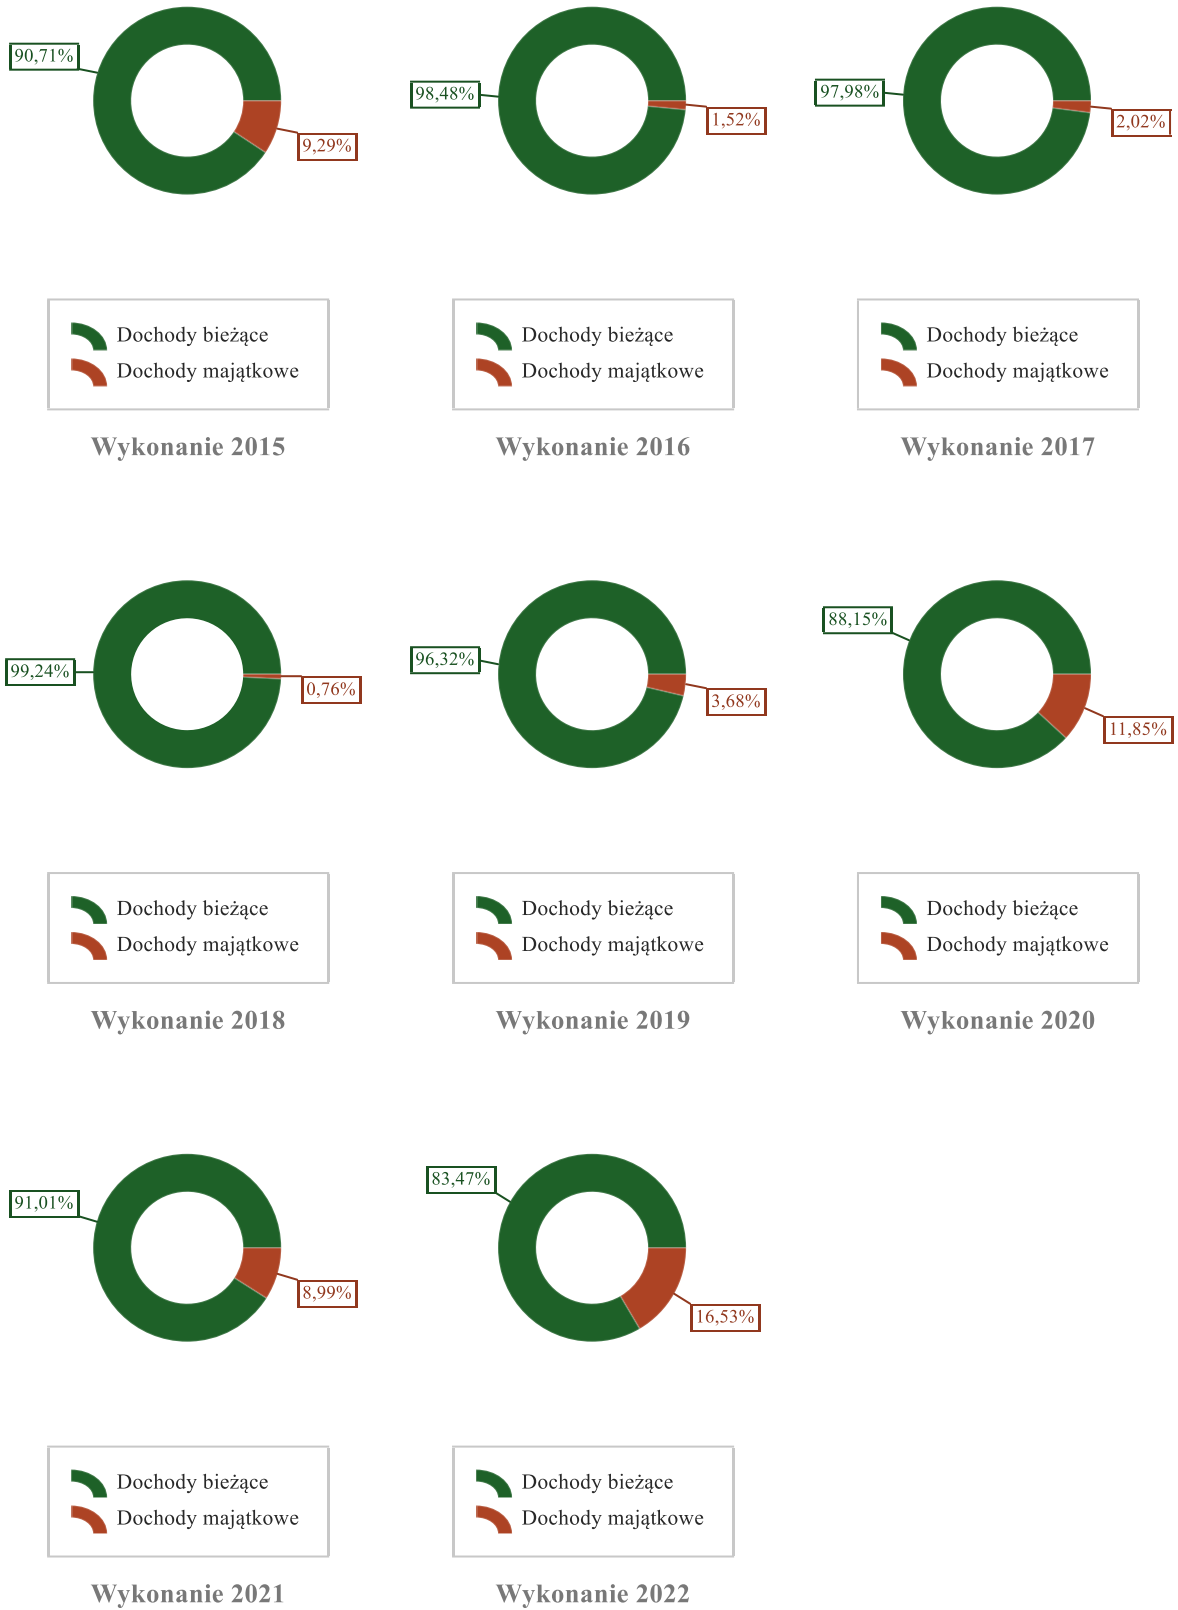 90,71%
9,29%
Dochody bieżące
Dochody majątkowe
Wykonanie 2015
98,48%
1,52%
Dochody bieżące
Dochody majątkowe
Wykonanie 2016
97,98%
2,02%
Dochody bieżące
Dochody majątkowe
Wykonanie 2017
99,24%
0,76%
Dochody bieżące
Dochody majątkowe
Wykonanie 2018
96,32%
3,68%
Dochody bieżące
Dochody majątkowe
Wykonanie 2019
88,15%
11,85%
Dochody bieżące
Dochody majątkowe
Wykonanie 2020
91,01%
8,99%
Dochody bieżące
Dochody majątkowe
Wykonanie 2021
83,47%
16,53%
Dochody bieżące
Dochody majątkowe
Wykonanie 2022